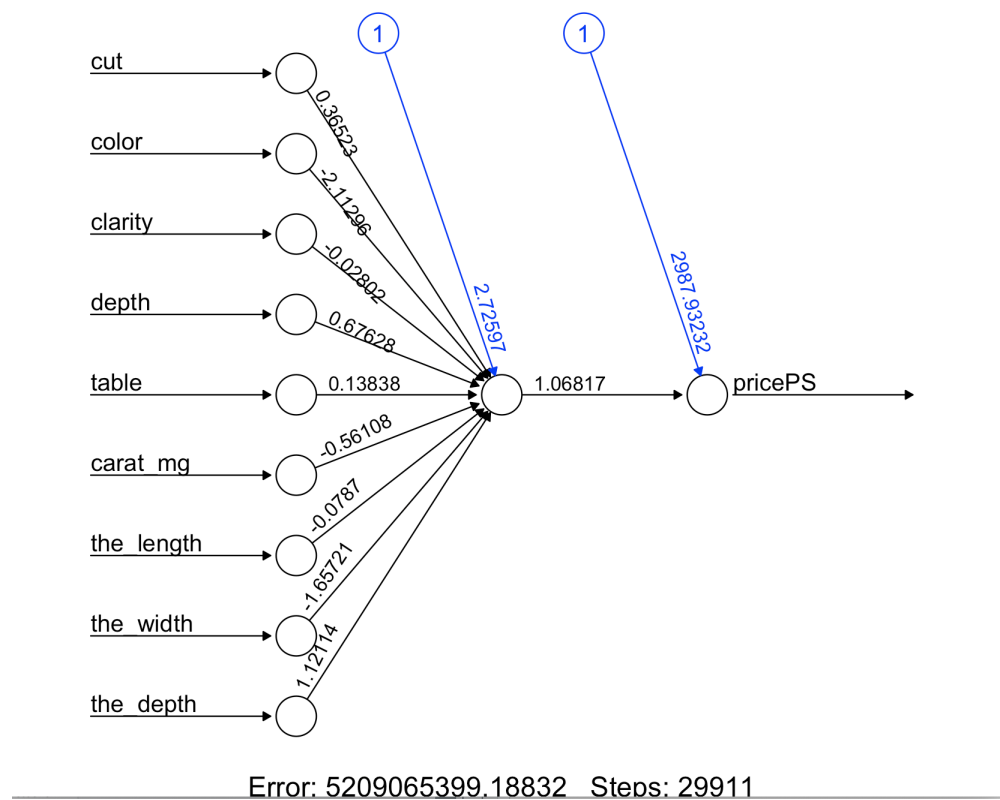 1 1
cut
0.36523
color
-2.11296
clarity
-0.02802
depth
0.67628
2.72597
2987.93232
table
0.13838
1.06817
pricePS
carat_mg
-0.56108
the_length
-0.0787
the_width
-1.65721
the_depth
1.12114
Error: 5209065399.18832 Steps: 29911